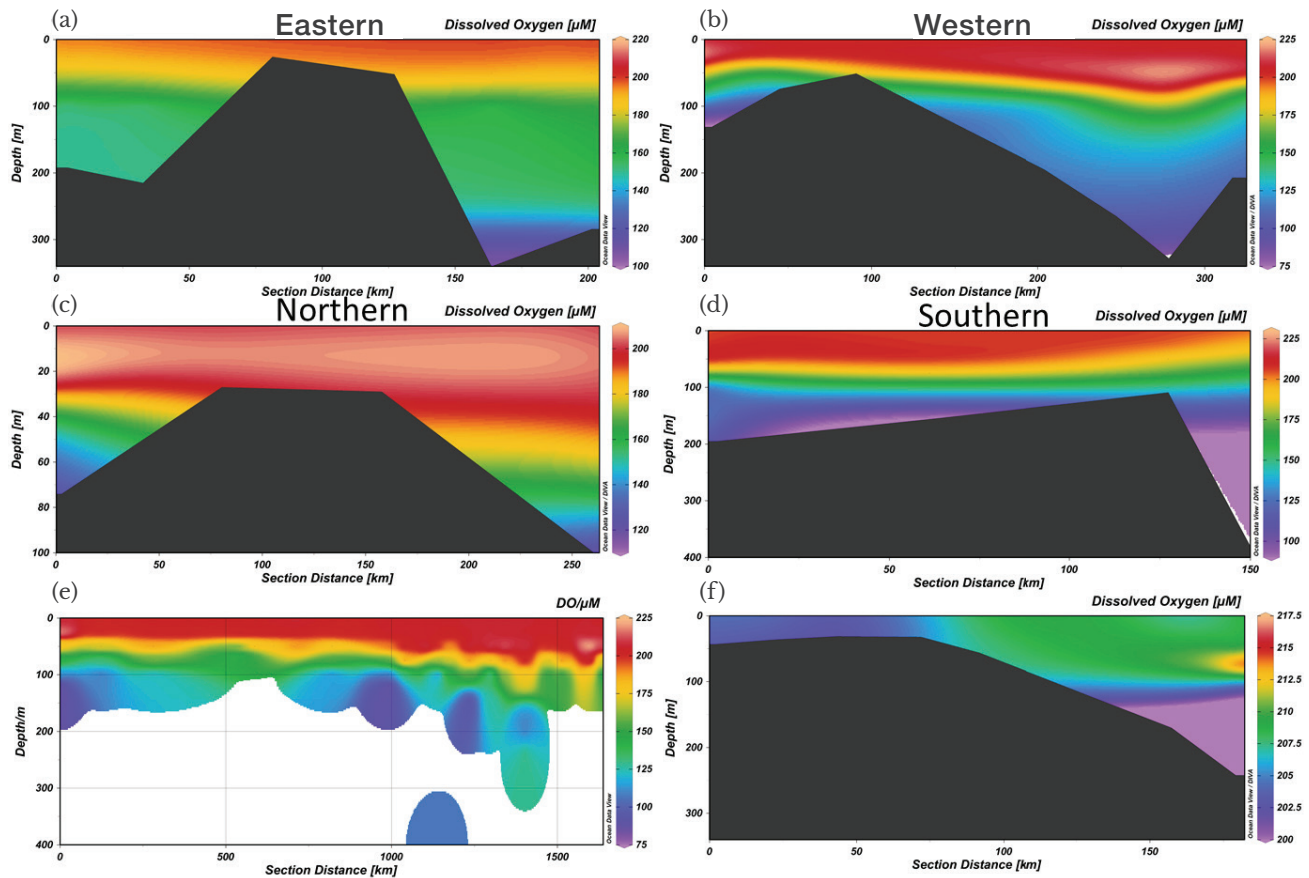 (a) Eastern Dissolved Oxygen [µM]
0
100
200
300
Depth [m]
0 50 100 150 200
Section Distance [km]
220
200
180
160
140
120
100
Ocean Data View
(b) Western Dissolved Oxygen [µM]
0
100
200
300
Depth [m]
0 100 200 300
Section Distance [km]
225
200
175
150
125
100
75
Ocean Data View / DIVA
(c) Northern Dissolved Oxygen [µM]
0
20
40
60
80
100
Depth [m]
0 50 100 150 200 250
Section Distance [km]
200
180
160
140
120
Ocean Data View / DIVA
(d) Southern Dissolved Oxygen [µM]
0
100
200
300
400
Depth [m]
0 50 100 150
Section Distance [km]
225
200
175
150
125
100
Ocean Data View / DIVA
(e) DO/µM
0
100
200
300
400
Depth/m
0 500 1000 1500
Section Distance [km]
225
200
175
150
125
100
75
Ocean Data View
(f) Dissolved Oxygen [µM]
0
100
200
300
Depth [m]
0 50 100 150
Section Distance [km]
217.5
215
212.5
210
207.5
205
202.5
200
Ocean Data View / DIVA